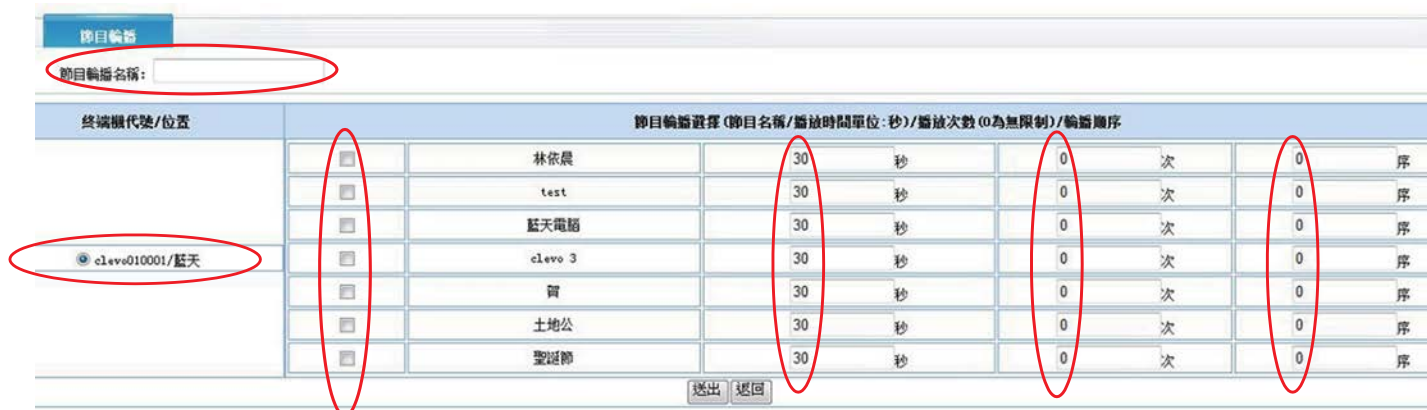 節目輪播
節目輪播名稱:
終端機代號/位置 節目輪播選擇(節目名稱/播放時間單位:秒)/播放次數(0為無限制)/輪播順序
林依晨 30 秒 0 次 0 序
test 30 秒 0 次 0 序
藍天電腦 30 秒 0 次 0 序
clevo010001/藍天 clevo 3 30 秒 0 次 0 序
賀 30 秒 0 次 0 序
土地公 30 秒 0 次 0 序
聖誕節 30 秒 0 次 0 序
送出 返回